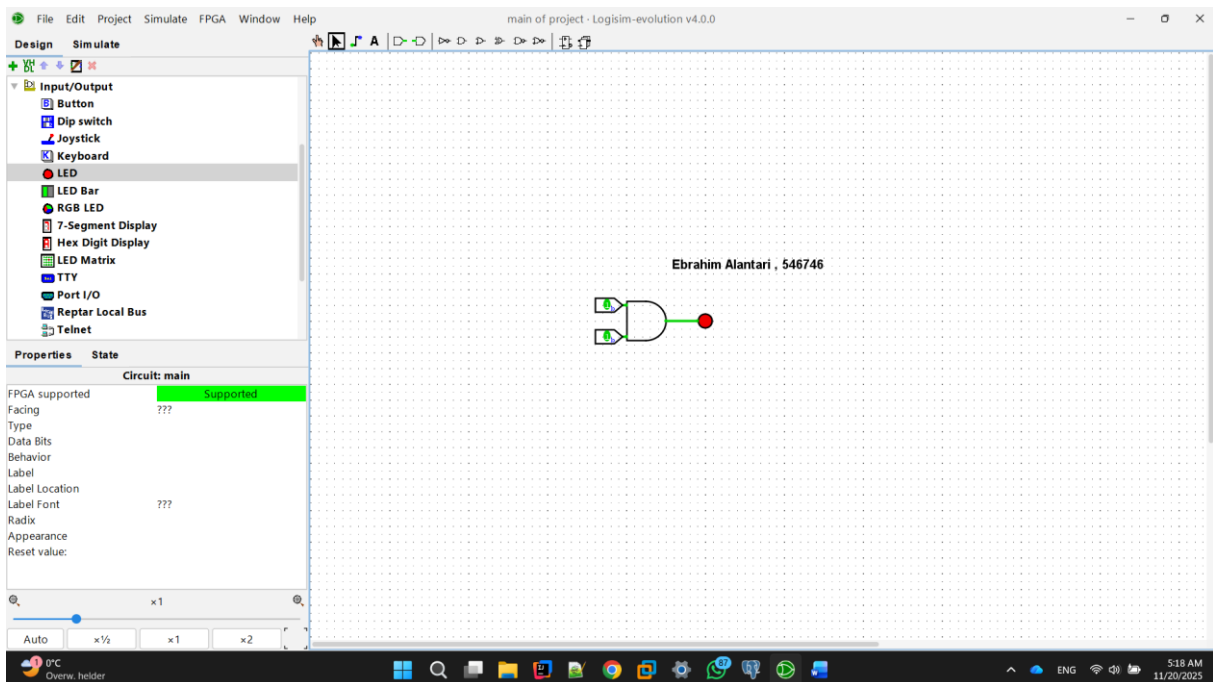 File Edit Project Simulate FPGA Window Help
main of project · Logisim-evolution v4.0.0
Design Simulate
Input/Output
Button
Dip switch
Joystick
Keyboard
LED
LED Bar
RGB LED
7-Segment Display
Hex Digit Display
LED Matrix
TTY
Port I/O
Reptar Local Bus
Telnet
Ebrahim Alantari , 546746
Properties State
Circuit: main
FPGA supported Supported
Facing ???
Type
Data Bits
Behavior
Label
Label Location
Label Font ???
Radix
Appearance
Reset value:
×1
Auto ×½ ×1 ×2
1
0°C
Overw. helder
87
ENG
5:18 AM
11/20/2025